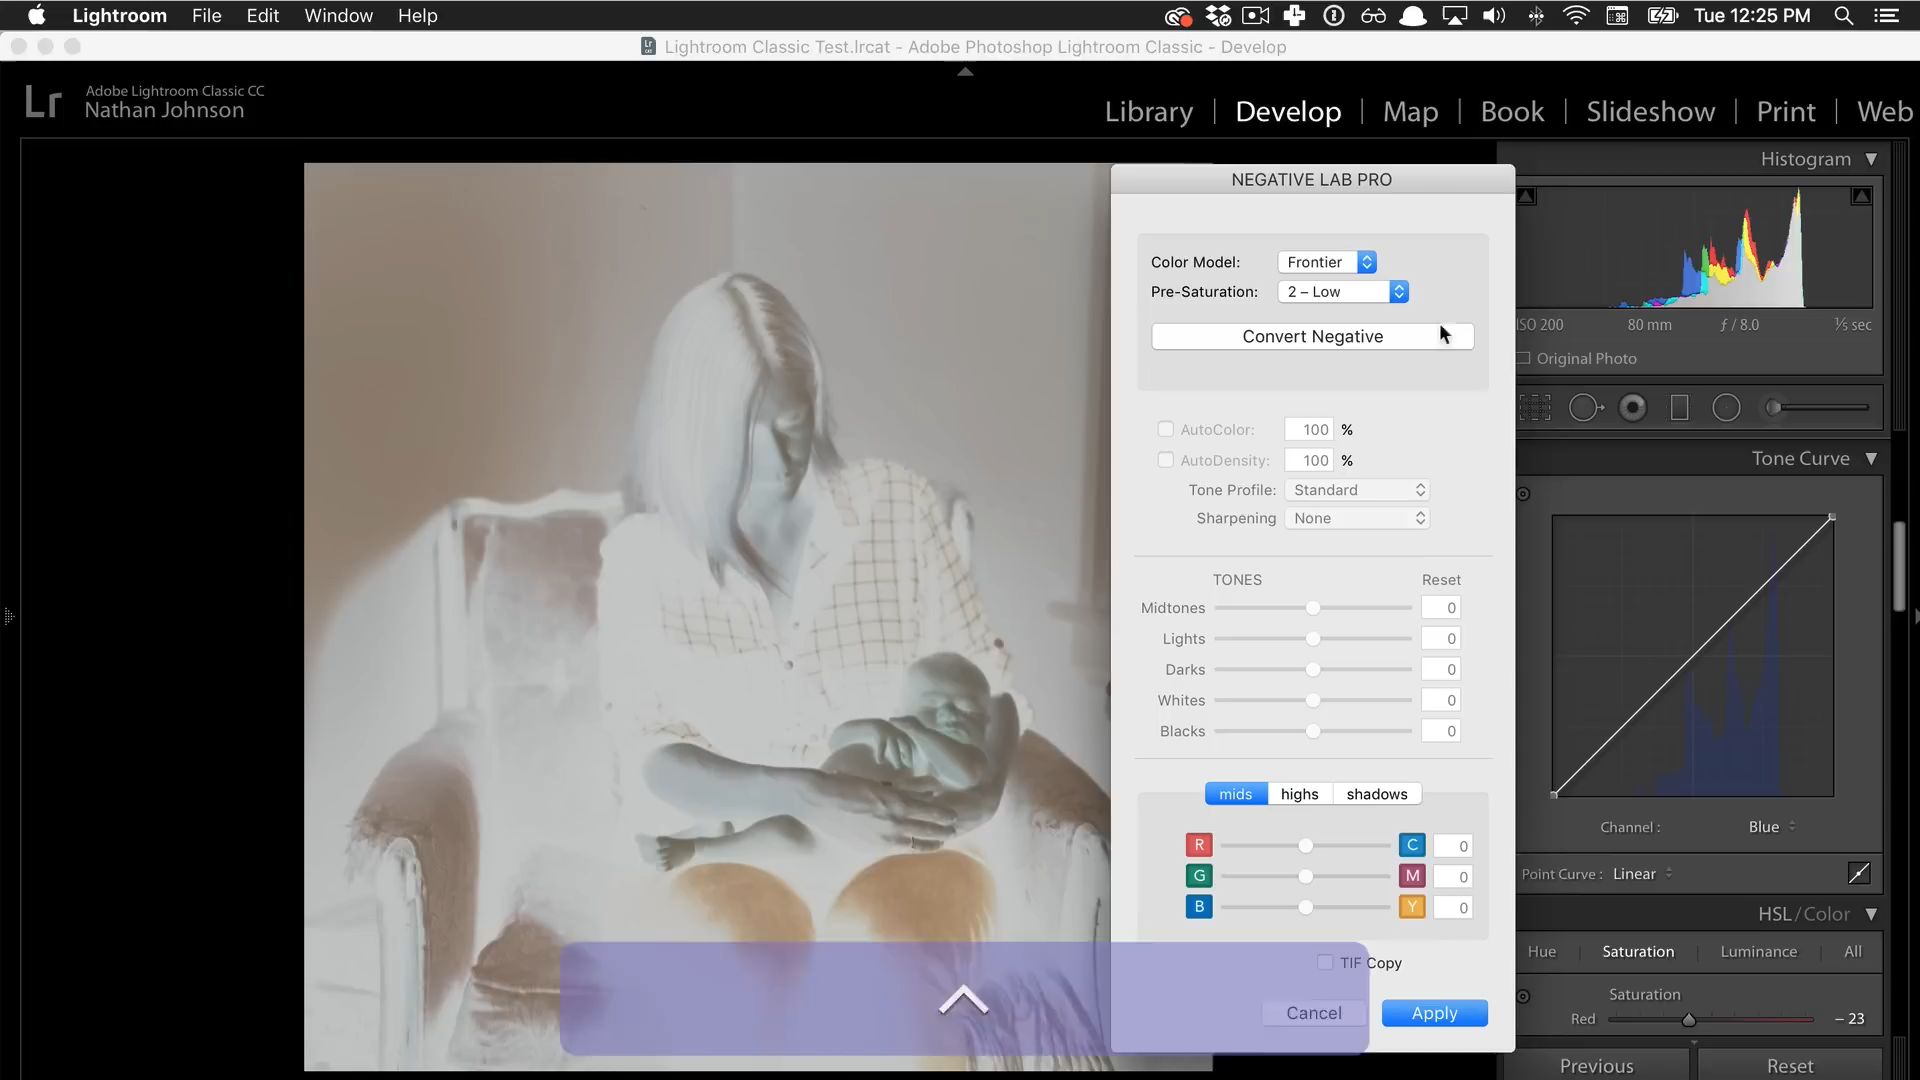 Lightroom File Edit Window Help Tue 12:25 PM
Lightroom Classic Test.lrcat - Adobe Photoshop Lightroom Classic - Develop
Lr Adobe Lightroom Classic CC
Nathan Johnson
Library | Develop | Map | Book | Slideshow | Print | Web
NEGATIVE LAB PRO
Color Model: Frontier
Pre-Saturation: 2 – Low
Convert Negative
AutoColor: 100 %
AutoDensity: 100 %
Tone Profile: Standard
Sharpening None
TONES Reset
Midtones 0
Lights 0
Darks 0
Whites 0
Blacks 0
mids highs shadows
R C 0
G M 0
B Y 0
TIF Copy
Cancel Apply
Histogram
ISO 200 80 mm ƒ / 8.0 ⅕ sec
Original Photo
Tone Curve
Channel : Blue
Point Curve : Linear
HSL / Color
Hue Saturation Luminance All
Saturation
Red – 23
Previous Reset